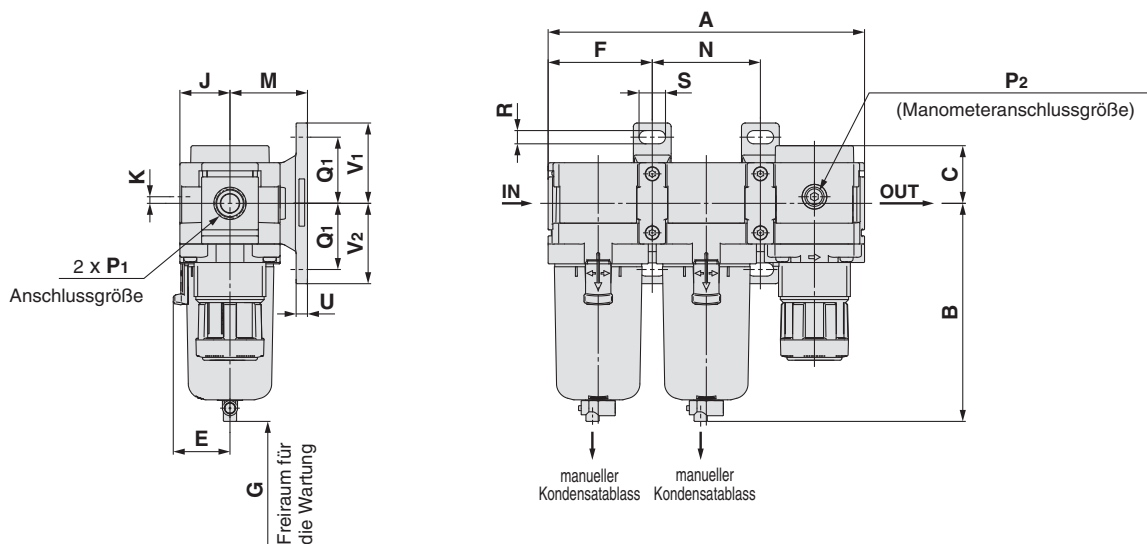 A
F
N
S
P2
(Manometeranschlussgröße)
R
C
IN
OUT
B
manueller
Kondensatablass
manueller
Kondensatablass
J
M
K
Q1
V1
Q1
V2
2 x P1
Anschlussgröße
U
E
G
Freiraum für
die Wartung